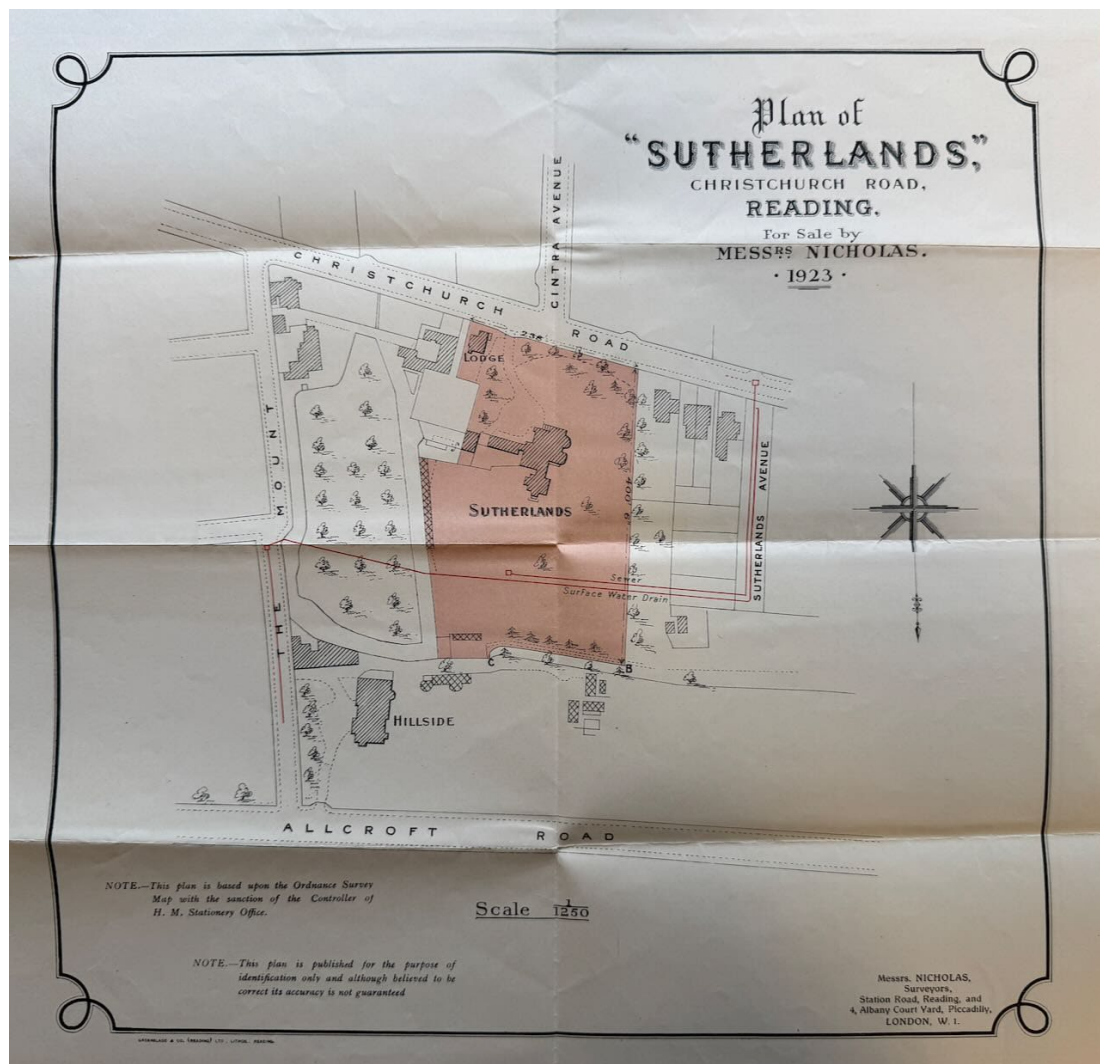 Plan of
"SUTHERLANDS,"
CHRISTCHURCH ROAD,
READING.
For Sale by
MESSRS NICHOLAS.
· 1923 ·
CINTRA AVENUE
CHRISTCHURCH ROAD
LODGE
THE MOUNT
SUTHERLANDS
SUTHERLANDS AVENUE
Sewer
Surface Water Drain
C
B
HILLSIDE
ALLCROFT ROAD
NOTE.—This plan is based upon the Ordnance Survey
Map with the sanction of the Controller of
H. M. Stationery Office.
Scale 1/1250
NOTE.—This plan is published for the purpose of
identification only and although believed to be
correct its accuracy is not guaranteed
Messrs. NICHOLAS,
Surveyors,
Station Road, Reading, and
4, Albany Court Yard, Piccadilly,
LONDON, W. 1.